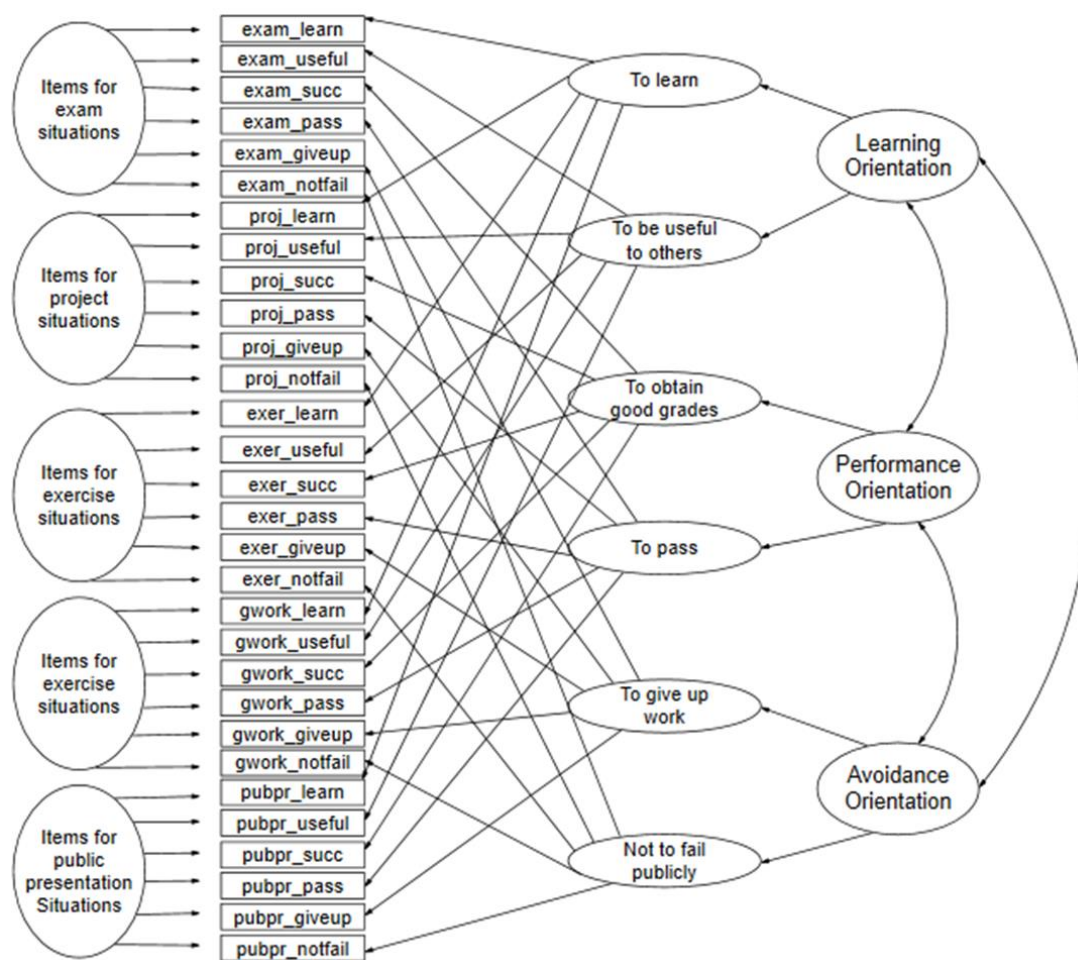 Items for
exam
situations
Items for
project
situations
Items for
exercise
situations
Items for
exercise
situations
Items for
public
presentation
Situations
exam_learn
exam_useful
exam_succ
exam_pass
exam_giveup
exam_notfail
proj_learn
proj_useful
proj_succ
proj_pass
proj_giveup
proj_notfail
exer_learn
exer_useful
exer_succ
exer_pass
exer_giveup
exer_notfail
gwork_learn
gwork_useful
gwork_succ
gwork_pass
gwork_giveup
gwork_notfail
pubpr_learn
pubpr_useful
pubpr_succ
pubpr_pass
pubpr_giveup
pubpr_notfail
To learn
To be useful
to others
To obtain
good grades
To pass
To give up
work
Not to fail
publicly
Learning
Orientation
Performance
Orientation
Avoidance
Orientation